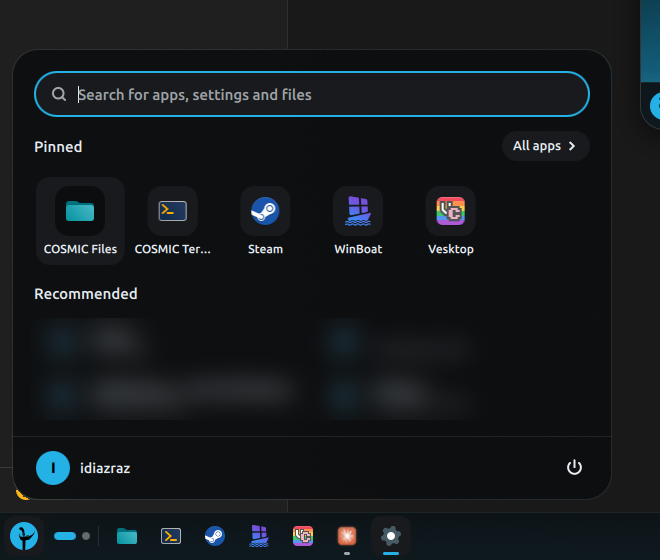 Search for apps, settings and files
Pinned
All apps
COSMIC Files
COSMIC Ter...
Steam
WinBoat
Vesktop
Recommended
I
idiazraz